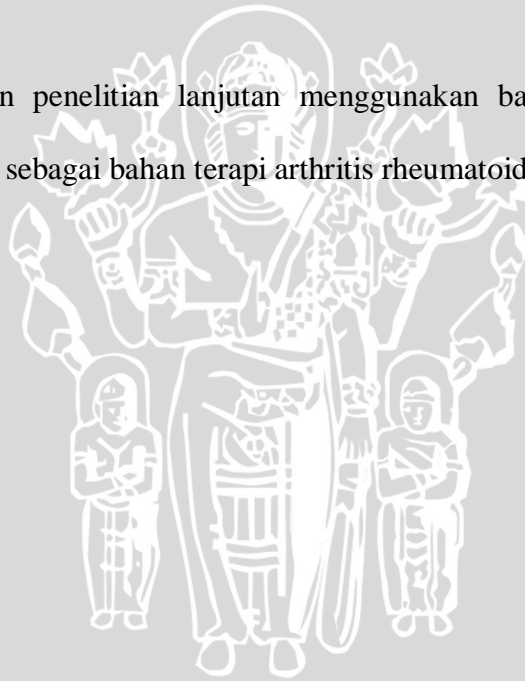 n penelitian lanjutan menggunakan ba
sebagai bahan terapi arthritis rheumatoid